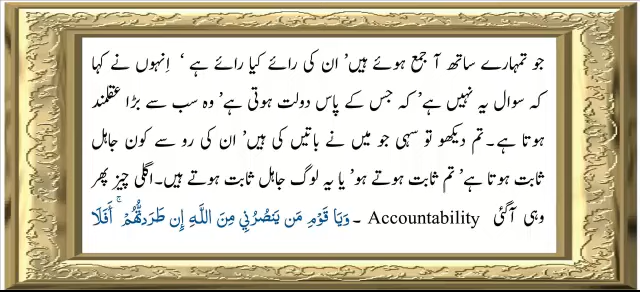 جو تمہارے ساتھ آ جمع ہوئے ہیں' ان کی رائے کیا رائے ہے ' اِنہوں نے کہا
کہ سوال یہ نہیں ہے' کہ جس کے پاس دولت ہوتی ہے' وہ سب سے بڑا عقلمند
ہوتا ہے۔تم دیکھو تو سہی جو میں نے باتیں کی ہیں' ان کی رو سے کون جاہل
ثابت ہوتا ہے' تم ثابت ہوتے ہو' یا یہ لوگ جاہل ثابت ہوتے ہیں۔اگلی چیز پھر
وہی آگئی Accountability ۔ وَيَا قَوْمِ مَن يَنصُرُنِي مِنَ اللَّهِ إِن طَرَدتُّهُمْ ۚ أَفَلَا